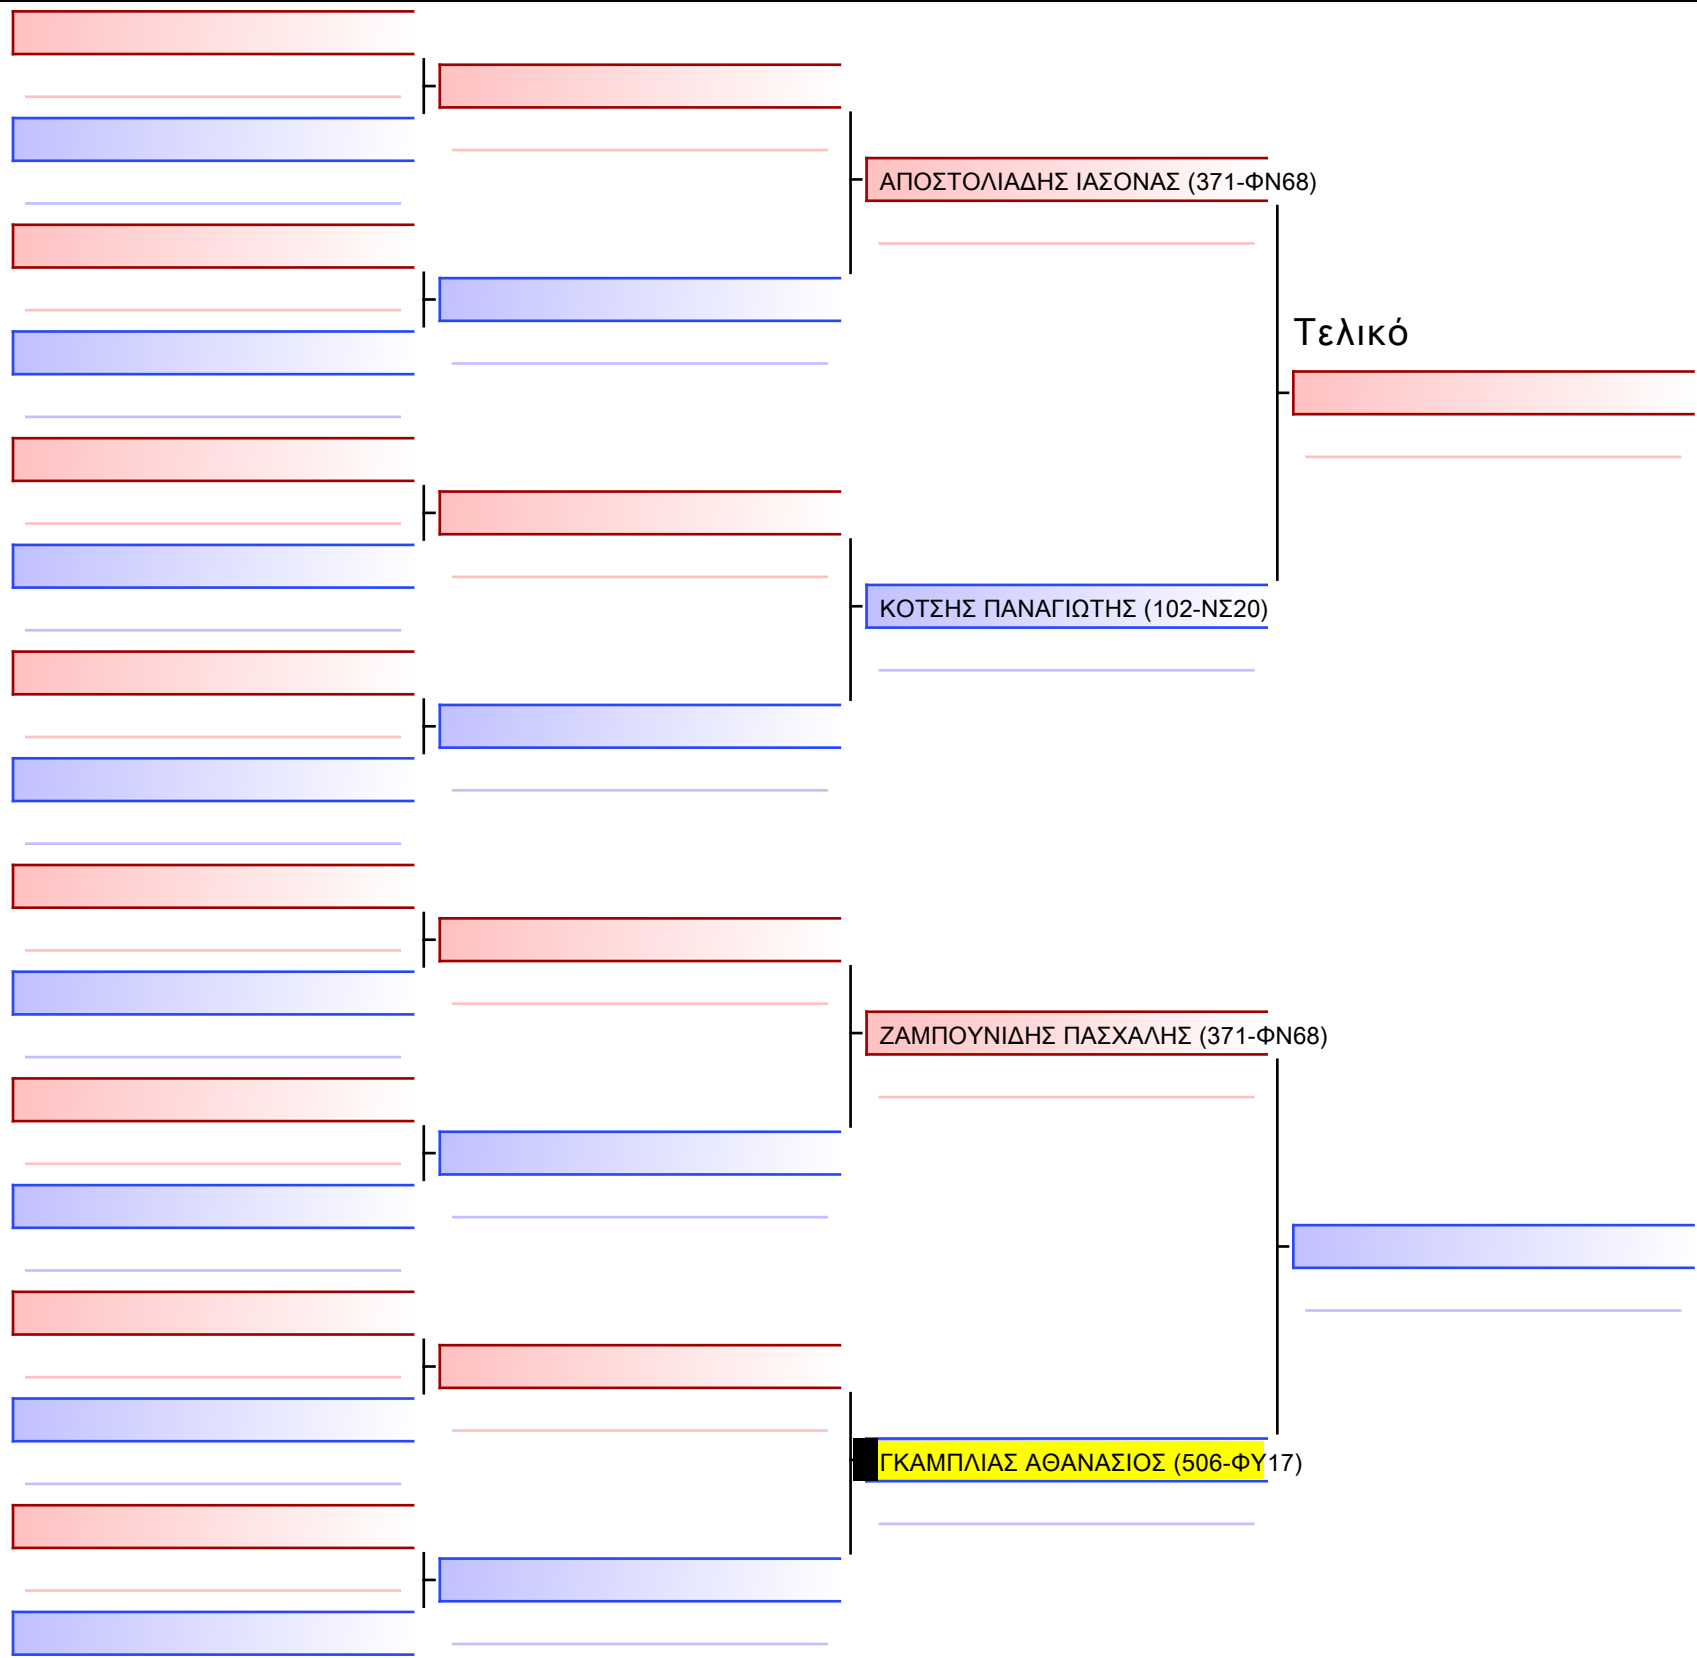 ΑΠΟΣΤΟΛΙΑΔΗΣ ΙΑΣΟΝΑΣ (371-ΦΝ68)
Τελικό
ΚΟΤΣΗΣ ΠΑΝΑΓΙΩΤΗΣ (102-ΝΣ20)
ΖΑΜΠΟΥΝΙΔΗΣ ΠΑΣΧΑΛΗΣ (371-ΦΝ68)
ΓΚΑΜΠΛΙΑΣ ΑΘΑΝΑΣΙΟΣ (506-ΦΥ17)